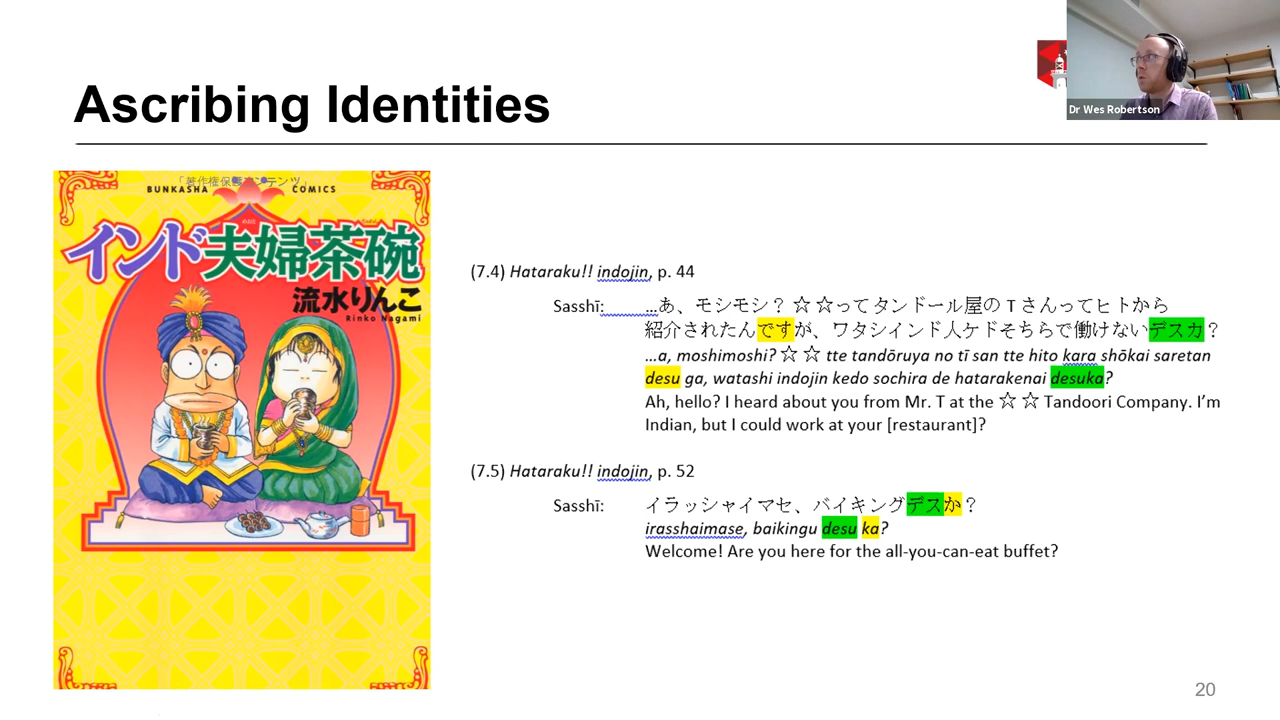 Ascribing Identities
Dr Wes Robertson
「著作権保護コンテンツ」
BUNKASHA COMICS
インド夫婦茶碗
流水りんこ
Rinko Nagami
(7.4) Hataraku!! indojin, p. 44
Sasshī: …あ、モシモシ？ ☆ ☆ってタンドール屋の T さんってヒトから
紹介されたんですが、ワタシインド人ケドそちらで働けないデスカ？
…a, moshimoshi? ☆ ☆ tte tandōruya no tī san tte hito kara shōkai saretan
desu ga, watashi indojin kedo sochira de hatarakenai desuka?
Ah, hello? I heard about you from Mr. T at the ☆ ☆ Tandoori Company. I’m
Indian, but I could work at your [restaurant]?
(7.5) Hataraku!! indojin, p. 52
Sasshī: イラッシャイマセ、バイキングデスか？
irasshaimase, baikingu desu ka?
Welcome! Are you here for the all-you-can-eat buffet?
20